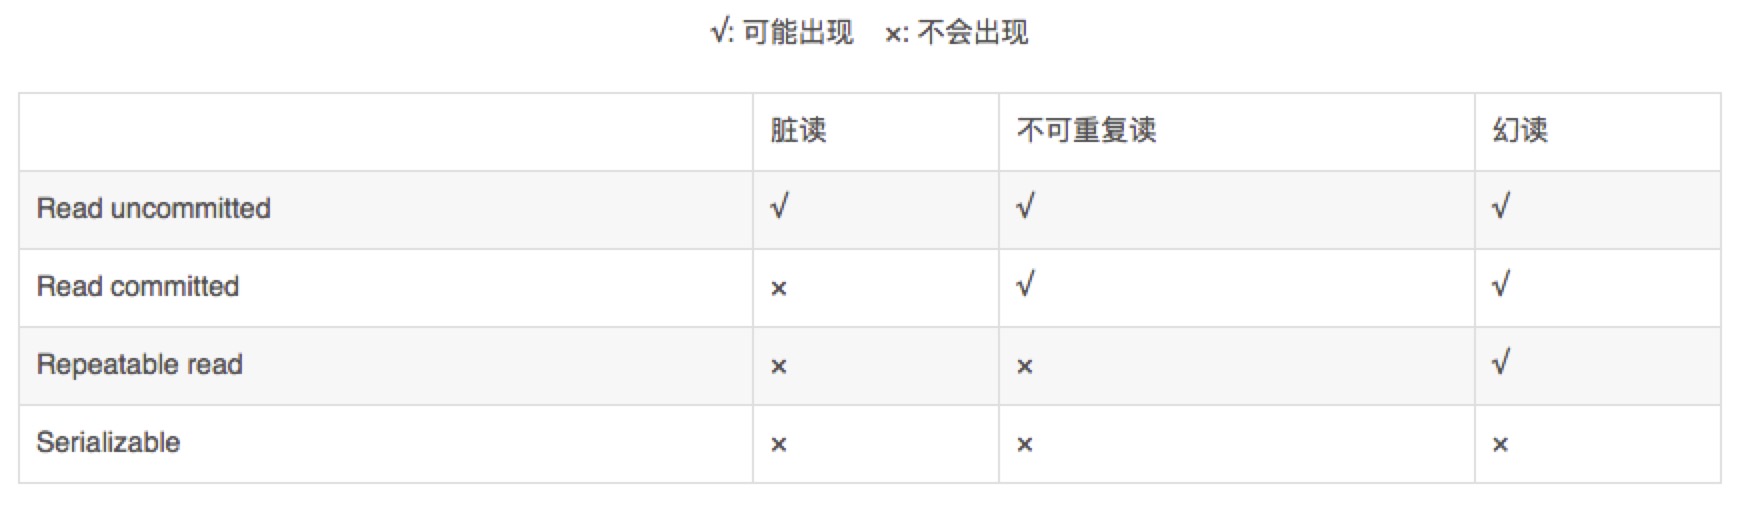 √: 可能出现 ×: 不会出现
脏读 不可重复读 幻读
Read uncommitted √ √ √
Read committed × √ √
Repeatable read × × √
Serializable × × ×